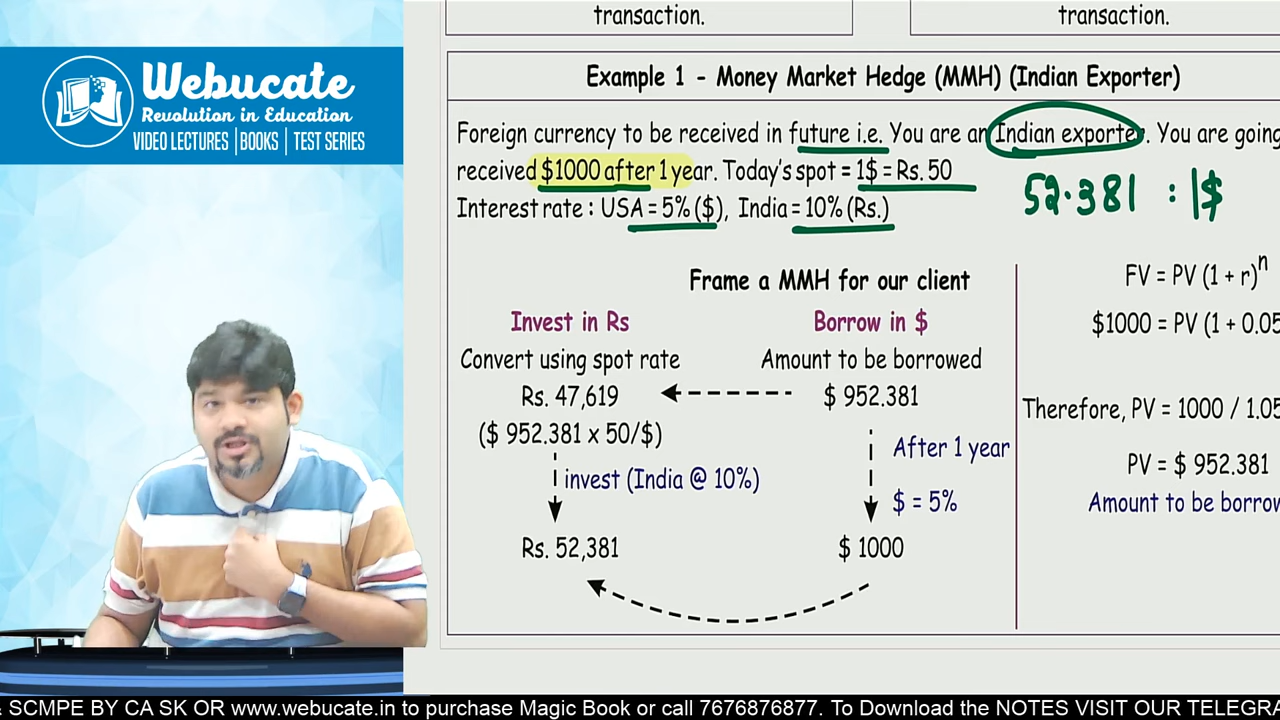 Webucate
Revolution in Education
VIDEO LECTURES | BOOKS | TEST SERIES
transaction.
transaction.
Example 1 - Money Market Hedge (MMH) (Indian Exporter)
Foreign currency to be received in future i.e. You are an Indian exporter. You are going
received $1000 after 1 year. Today's spot = 1$ = Rs. 50
52.381 : 1$
Interest rate : USA = 5% ($), India = 10% (Rs.)
Frame a MMH for our client
Invest in Rs
Borrow in $
Convert using spot rate
Amount to be borrowed
Rs. 47,619
$ 952.381
($ 952.381 x 50/$)
After 1 year
invest (India @ 10%)
$ = 5%
Rs. 52,381
$ 1000
FV = PV (1 + r)n
$1000 = PV (1 + 0.05
Therefore, PV = 1000 / 1.05
PV = $ 952.381
Amount to be
& SCMPE BY CA SK OR www.webucate.in to purchase Magic Book or call 7676876877. To Download the NOTES VISIT OUR TELEGRA